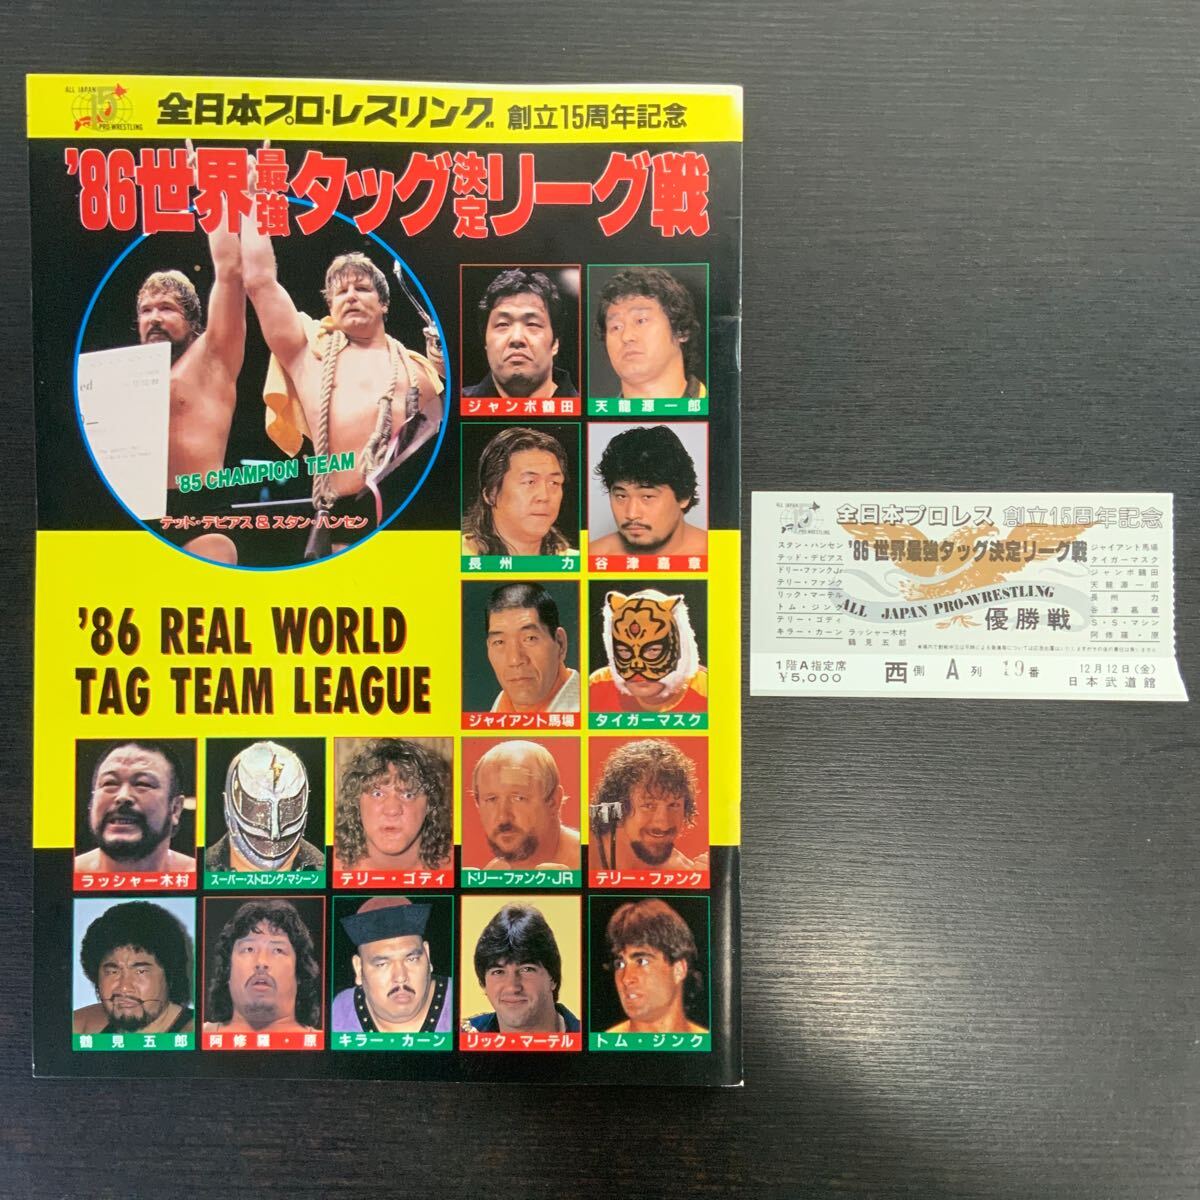 ALL JAPAN
15
PRO-WRESTLING
全日本プロ・レスリング 創立15周年記念
'86世界最強タッグ決定リーグ戦
'85 CHAMPION TEAM
テッド・デビアス&スタン・ハンセン
ジャンボ鶴田
天龍源一郎
長州 力
谷津嘉章
'86 REAL WORLD
TAG TEAM LEAGUE
ジャイアント馬場
タイガーマスク
ラッシャー木村
スーパー・ストロング・マシーン
テリー・ゴディ
ドリー・ファンク・JR
テリー・ファンク
鶴見五郎
阿修羅・原
キラー・カーン
リック・マーテル
トム・ジンク
ALL JAPAN
15
PRO-WRESTLING
全日本プロレス 創立15周年記念
'86世界最強タッグ決定リーグ戦
スタン・ハンセン
テッド・デビアス
ドリー・ファンクJr
テリー・ファンク
リック・マーテル
トム・ジンク
テリー・ゴディ
キラー・カーン
ラッシャー木村
鶴見五郎
ALL JAPAN PRO-WRESTLING
優勝戦
ジャイアント馬場
タイガーマスク
ジャンボ鶴田
天龍源一郎
長州 力
谷津嘉章
S・S・マシン
阿修羅・原
1階A指定席
¥5,000
西側 A列 19番
12月12日(金)
日本武道館